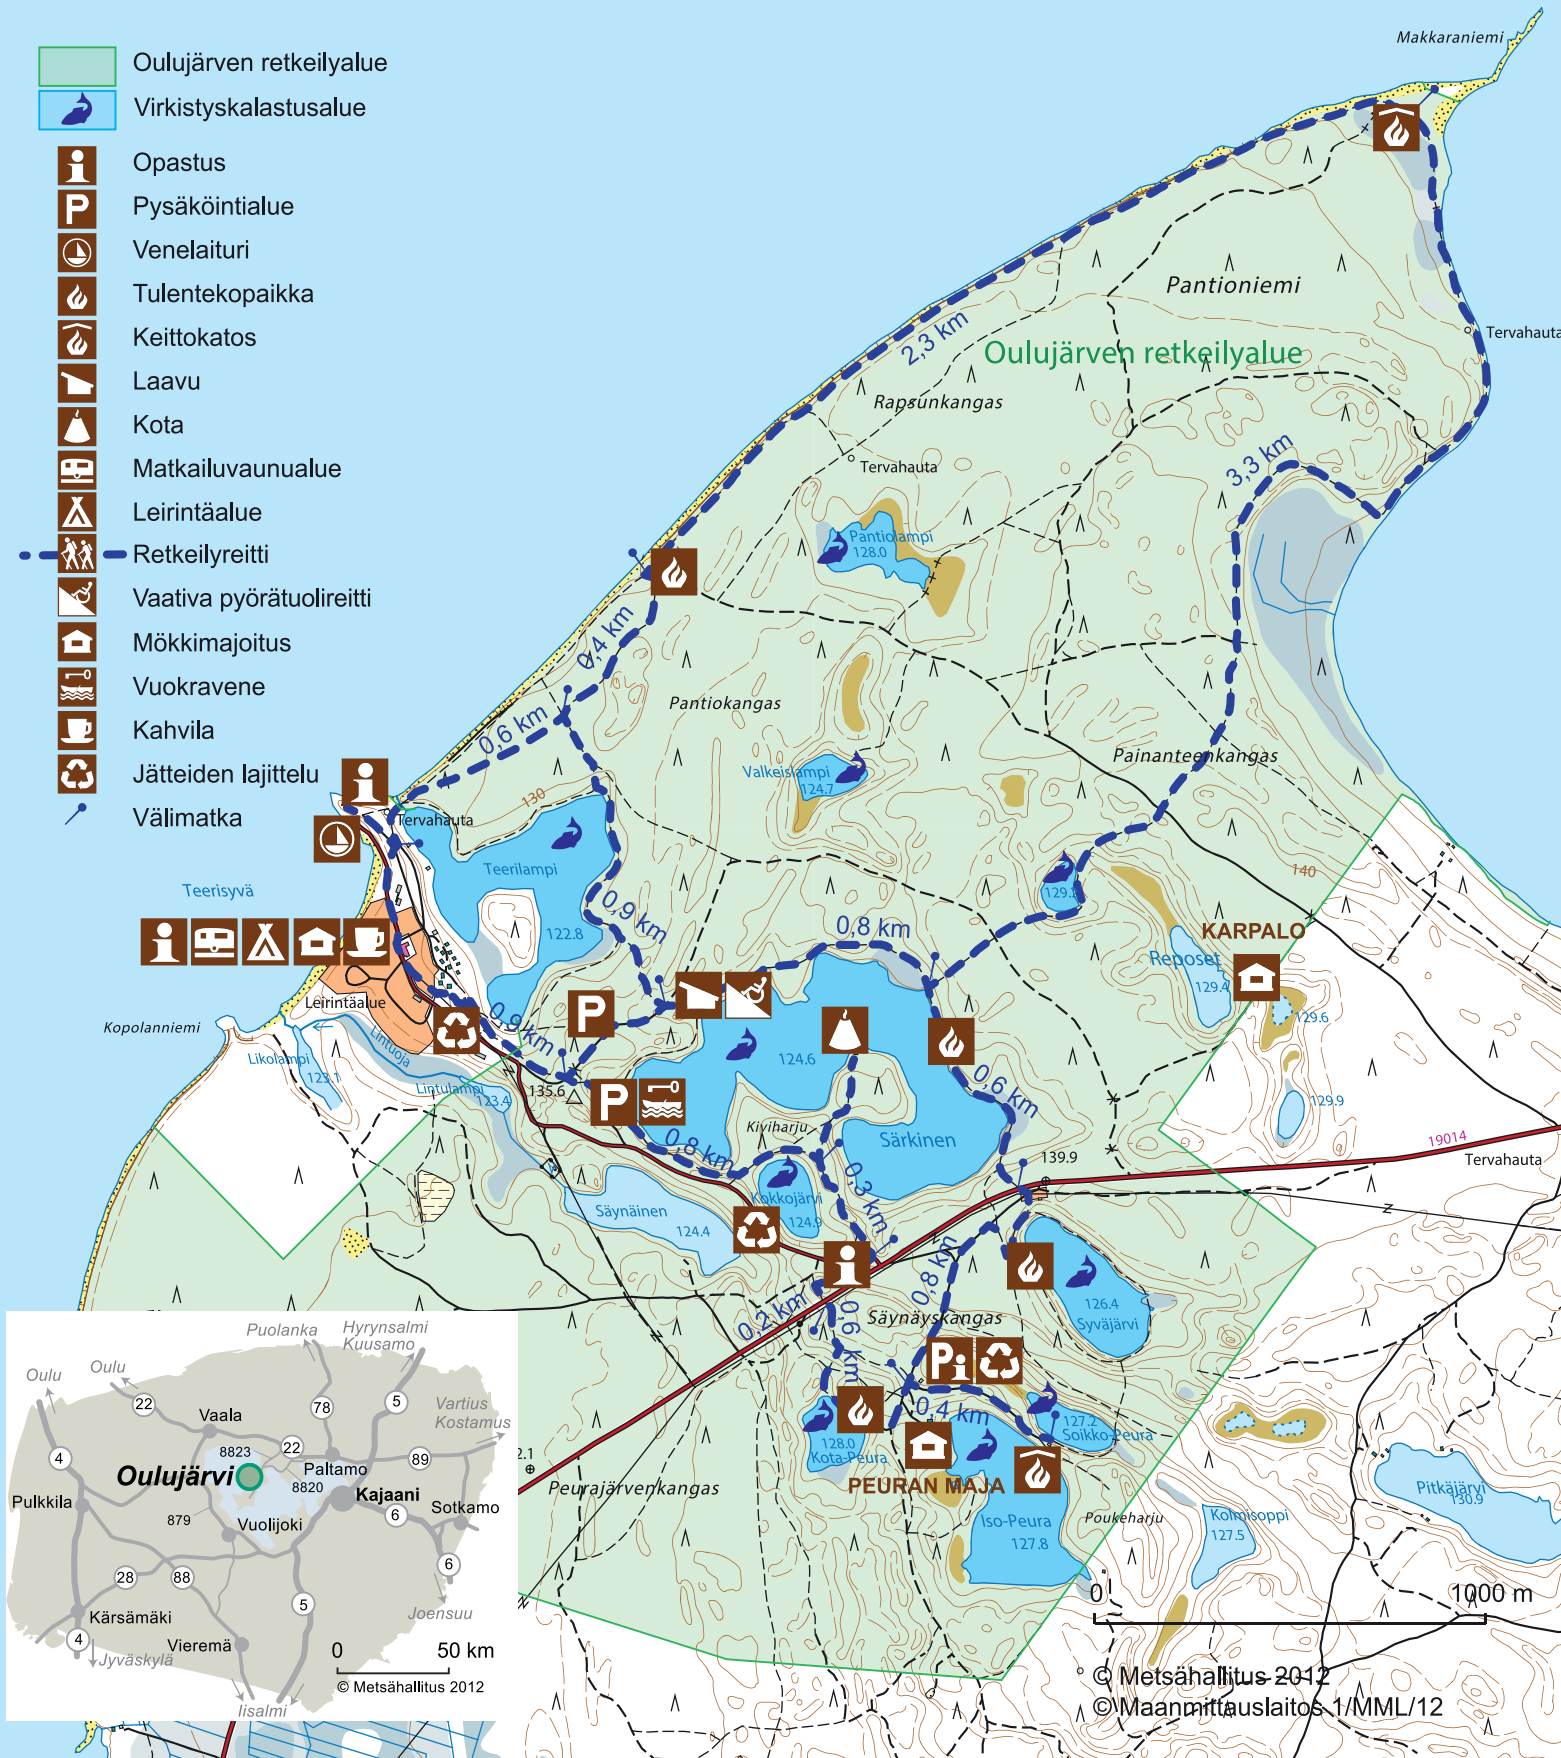 Oulujärven retkeilyalue
Virkistyskalastusalue
Opastus
Pysäköintialue
Venelaituri
Tulentekopaikka
Keittokatos
Laavu
Kota
Matkailuvaunualue
Leirintäalue
Retkeilyreitti
Vaativa pyörätuolireitti
Mökkimajoitus
Vuokravene
Kahvila
Jätteiden lajittelu
Välimatka
Makkaraniemi
Pantioniemi
Tervahauta
Oulujärven retkeilyalue
2,3 km
Rapsunkangas
Tervahauta
3,3 km
Pantiolampi
128.0
0,4 km
Pantiokangas
0,6 km
Painanteenkangas
Valkeislampi
124.7
130
Tervahauta
Teerilampi
122.8
140
129.2
Teerisyvä
0,9 km
0,8 km
KARPALO
Reposet
129.4
129.6
129.9
Leirintäalue
Kopolanniemi
Likolampi
123.1
Lintuoja
Lintulampi
123.4
0,9 km
P
135.6
124.6
P
0,6 km
Kiviharju
Särkinen
0,8 km
Kokkojärvi
124.9
0,3 km
139.9
19014
Tervahauta
Säynäinen
124.4
0,8 km
126.4
Syväjärvi
0,2 km
0,6 km
Säynäyskangas
P
0,4 km
127.2
Soikko-Peura
128.0
Kota-Peura
PEURAN MAJA
Peurajärvenkangas
2.1
Iso-Peura
127.8
Poukeharju
Kolmisoppi
127.5
Pitkäjärvi
130.9
0 1000 m
© Metsähallitus 2012
© Maanmittauslaitos 1/MML/12
Puolanka
Hyrynsalmi
Kuusamo
Oulu
Oulu
22
78
5
Vartius
Kostamus
Vaala
4
8823
22
89
Oulujärvi
Paltamo
8820
Kajaani
Pulkkila
6
Sotkamo
879
Vuolijoki
28
88
6
5
Joensuu
Kärsämäki
4
Vieremä
Jyväskylä
Iisalmi
0 50 km
© Metsähallitus 2012